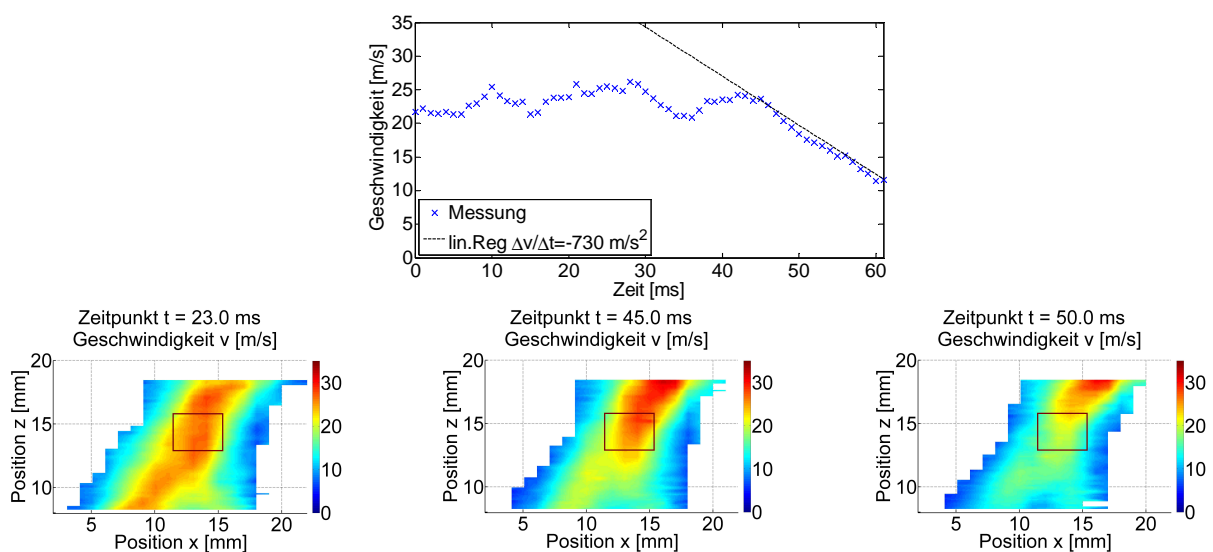 35
30
25
20
15
10
5
0
Geschwindigkeit [m/s]
× Messung
lin.Reg Δv/Δt=-730 m/s²
0 10 20 30 40 50 60
Zeit [ms]
Zeitpunkt t = 23.0 ms
Geschwindigkeit v [m/s]
20
15
10
Position z [mm]
5 10 15 20
Position x [mm]
30
20
10
0
Zeitpunkt t = 45.0 ms
Geschwindigkeit v [m/s]
20
15
10
Position z [mm]
5 10 15 20
Position x [mm]
30
20
10
0
Zeitpunkt t = 50.0 ms
Geschwindigkeit v [m/s]
20
15
10
Position z [mm]
5 10 15 20
Position x [mm]
30
20
10
0